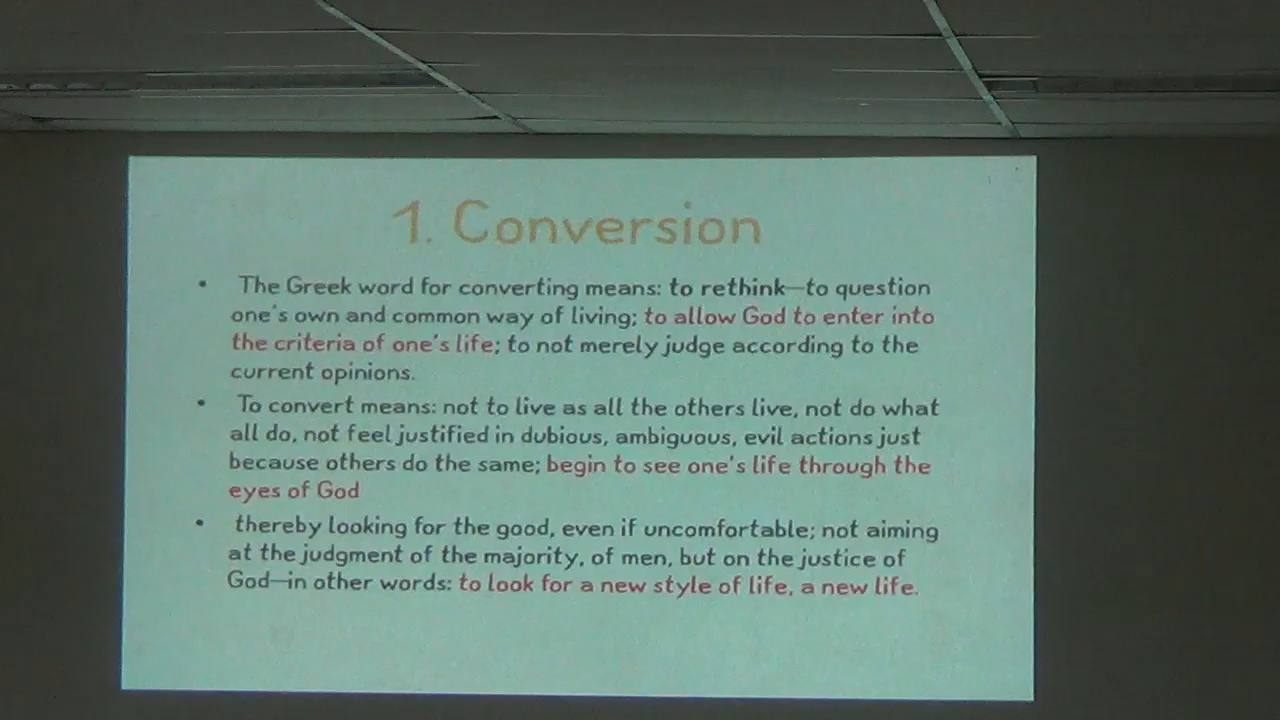 1. Conversion
• The Greek word for converting means: to rethink—to question
one's own and common way of living; to allow God to enter into
the criteria of one's life; to not merely judge according to the
current opinions.
• To convert means: not to live as all the others live, not do what
all do, not feel justified in dubious, ambiguous, evil actions just
because others do the same; begin to see one's life through the
eyes of God
• thereby looking for the good, even if uncomfortable; not aiming
at the judgment of the majority, of men, but on the justice of
God—in other words: to look for a new style of life, a new life.